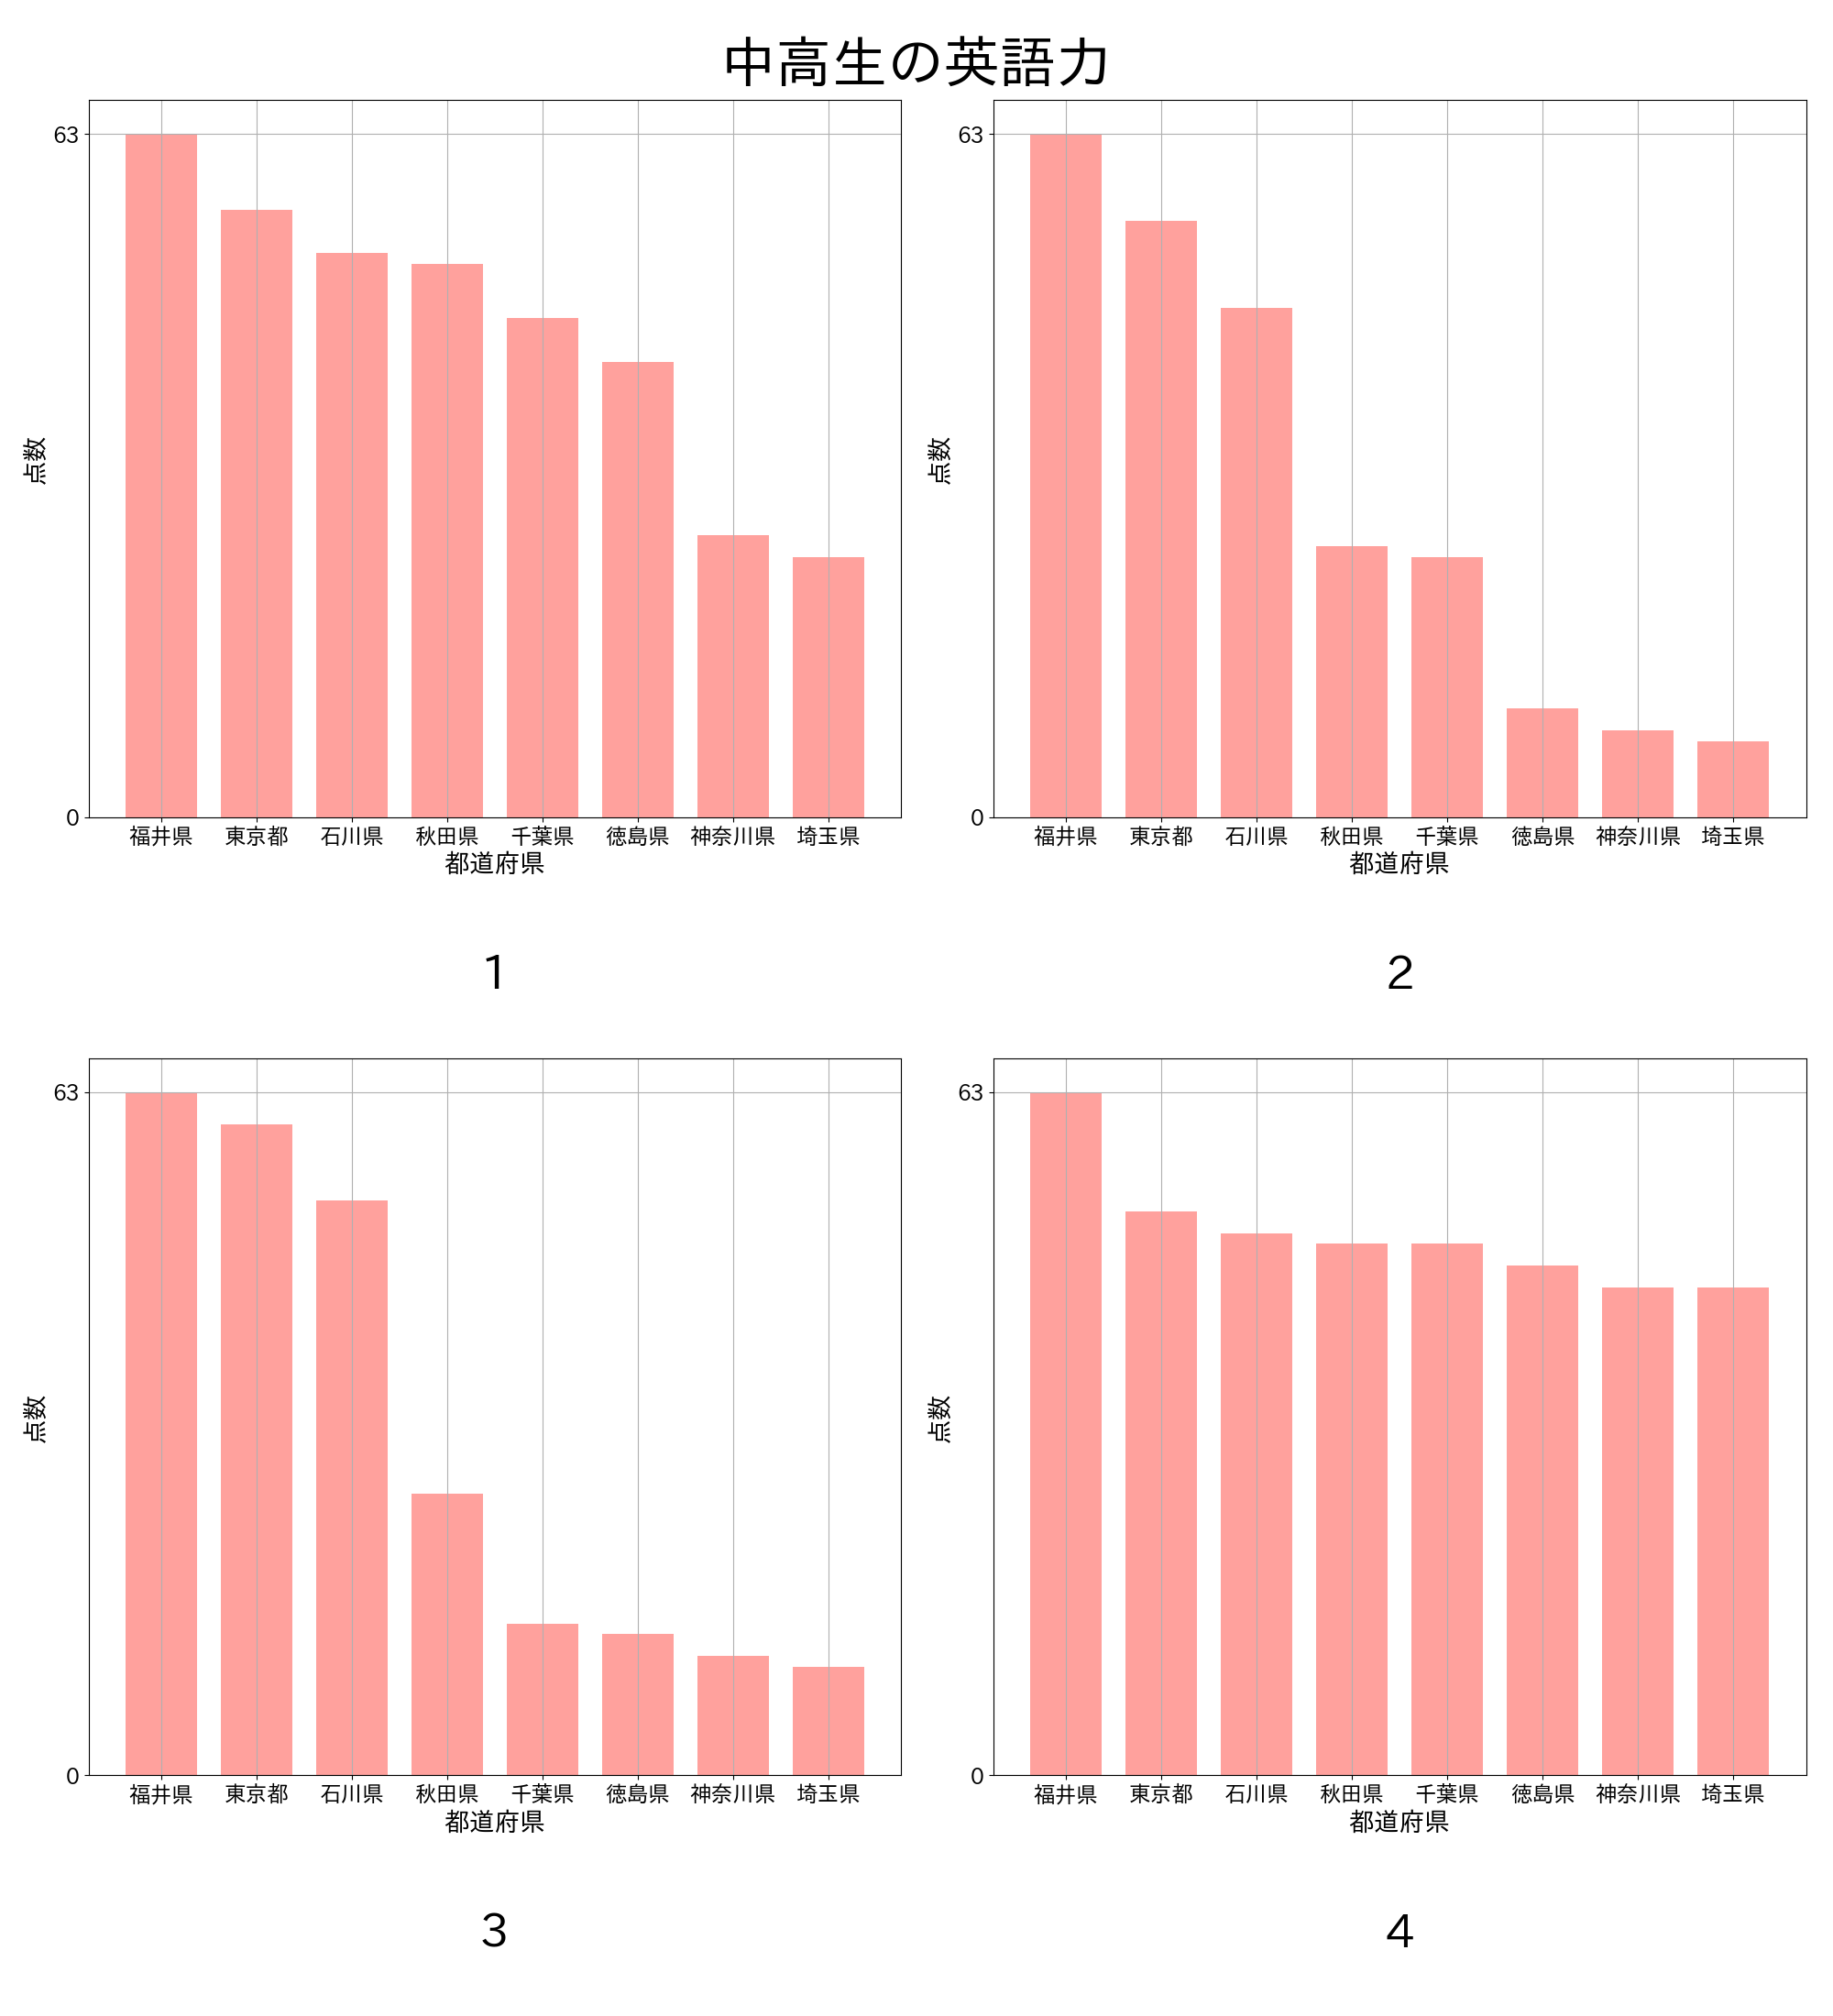 中高生の英語力
63
0
点数
福井県 東京都 石川県 秋田県 千葉県 徳島県 神奈川県 埼玉県
都道府県
1
63
0
点数
福井県 東京都 石川県 秋田県 千葉県 徳島県 神奈川県 埼玉県
都道府県
2
63
0
点数
福井県 東京都 石川県 秋田県 千葉県 徳島県 神奈川県 埼玉県
都道府県
3
63
0
点数
福井県 東京都 石川県 秋田県 千葉県 徳島県 神奈川県 埼玉県
都道府県
4